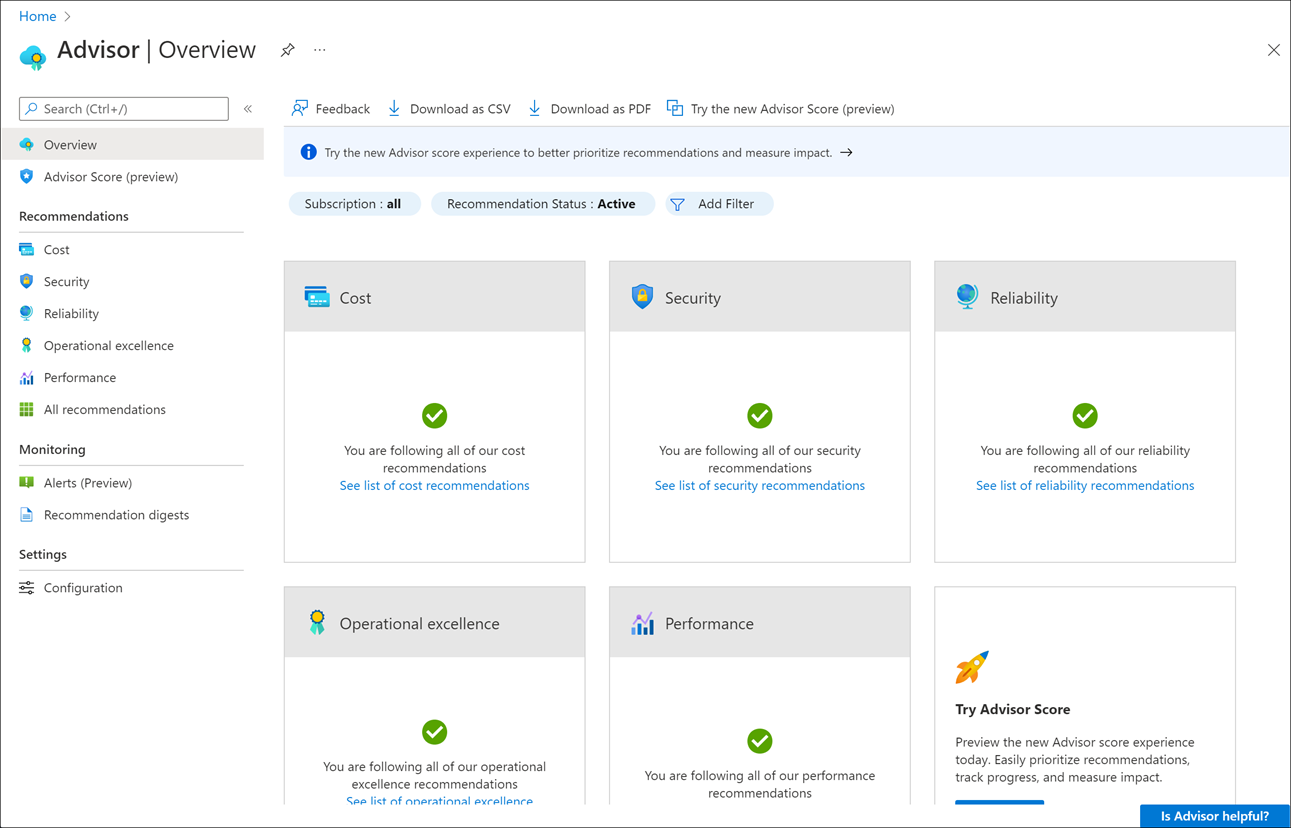 Home
Advisor | Overview
Search (Ctrl+/)
Overview
Advisor Score (preview)
Recommendations
Cost
Security
Reliability
Operational excellence
Performance
All recommendations
Monitoring
Alerts (Preview)
Recommendation digests
Settings
Configuration
Feedback
Download as CSV
Download as PDF
Try the new Advisor Score (preview)
Try the new Advisor score experience to better prioritize recommendations and measure impact. →
Subscription : all
Recommendation Status : Active
Add Filter
Cost
You are following all of our cost
recommendations
See list of cost recommendations
Security
You are following all of our security
recommendations
See list of security recommendations
Reliability
You are following all of our reliability
recommendations
See list of reliability recommendations
Operational excellence
You are following all of our operational
excellence recommendations
See list of operational excellence
Performance
You are following all of our performance
recommendations
Try Advisor Score
Preview the new Advisor score experience
today. Easily prioritize recommendations,
track progress, and measure impact.
Is Advisor helpful?